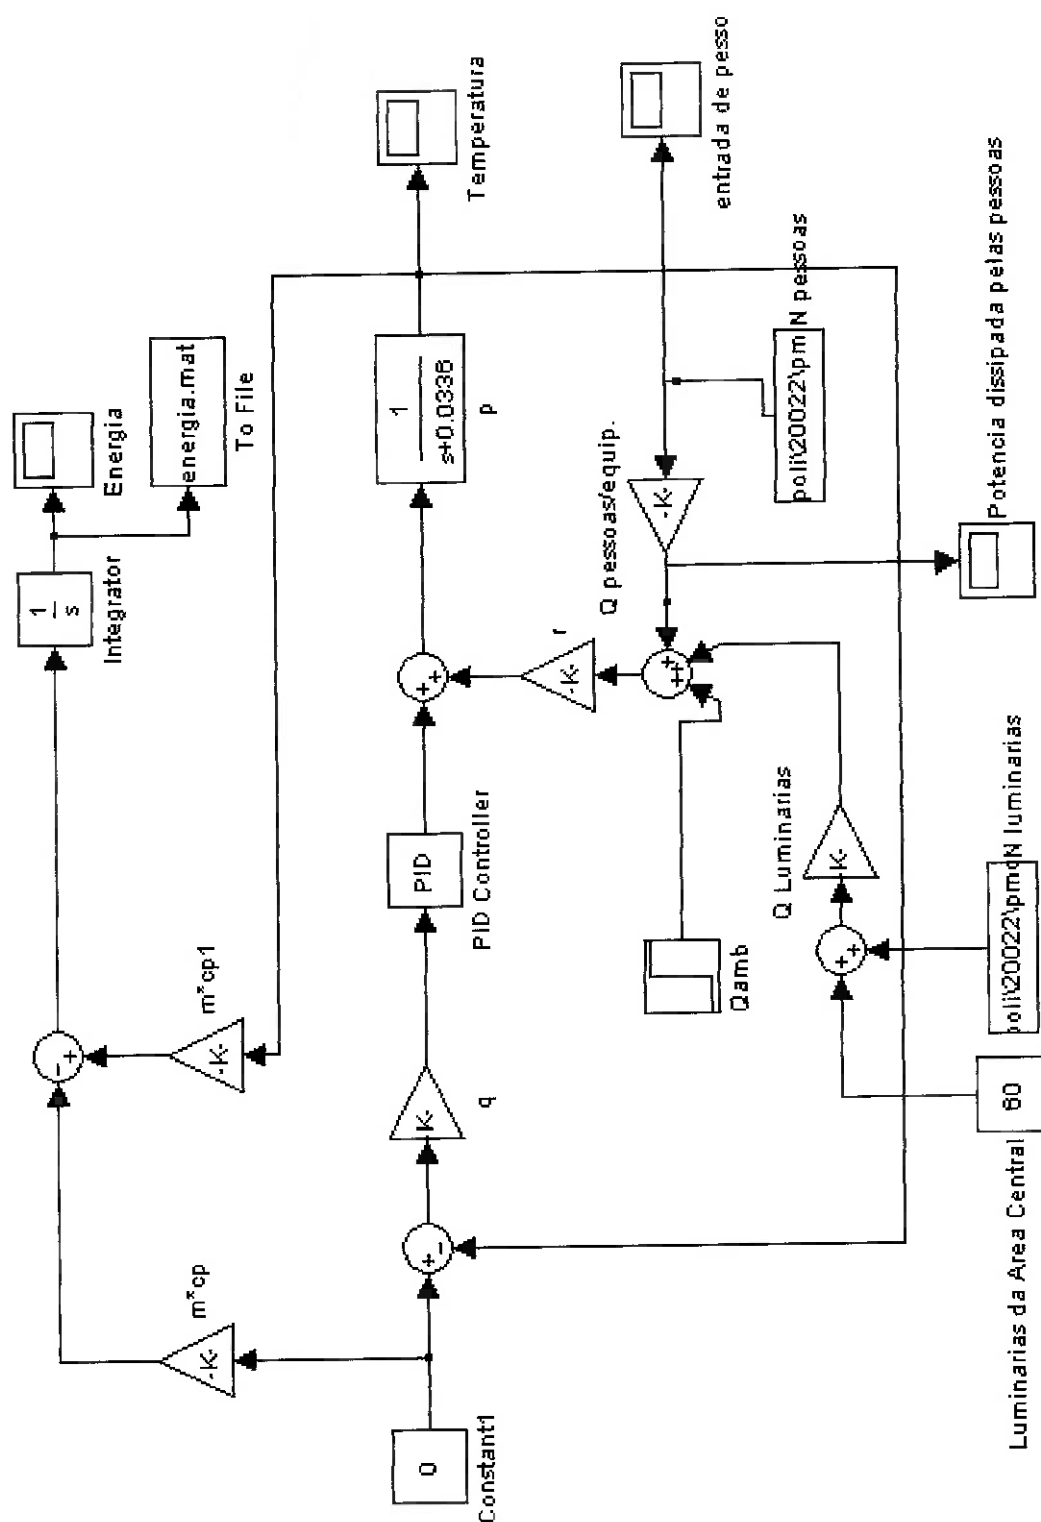 -
+
1
s
Integrator
Energia
energia.mat
To File
m*cp
-K-
m*cp1
-K-
0
Constant1
+
-
K-
q
PID
PID Controller
+
+
1
s+0.0336
p
Temperatura
r
-K-
Q pessoas/equip.
-K-
entrada de pesso
+
++
Qamb
poli\20022\pm
N pessoas
Q Luminarias
K-
+
+
Potencia dissipada pelas pessoas
60
Luminarias da Area Central
poli\20022\pmc
N luminarias